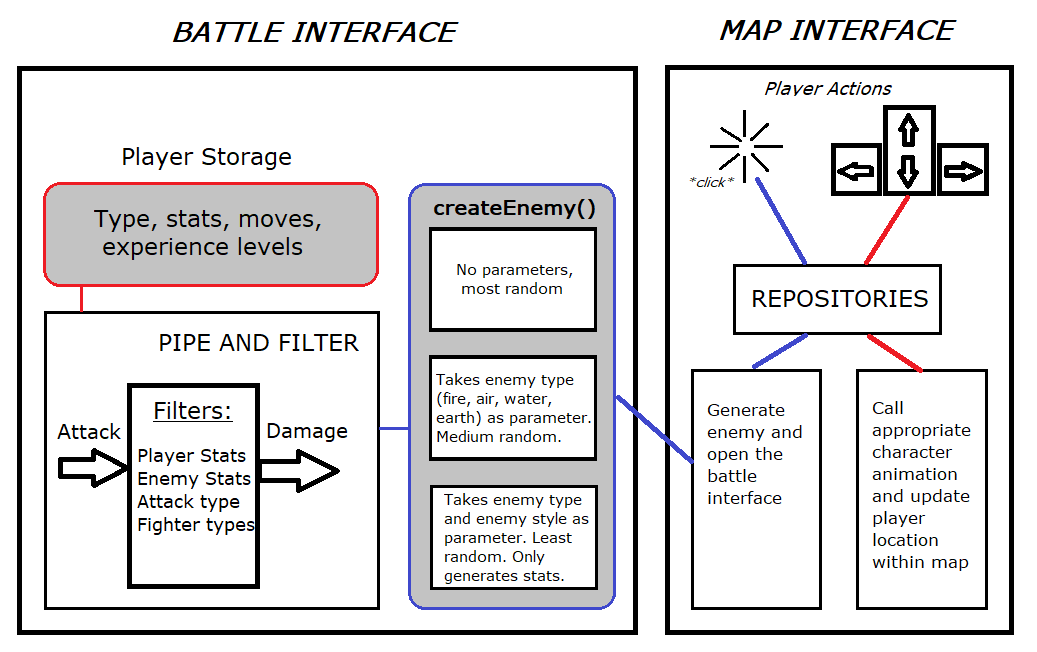 BATTLE INTERFACE
Player Storage
Type, stats, moves,
experience levels
PIPE AND FILTER
Attack
Filters:
Player Stats
Enemy Stats
Attack type
Fighter types
Damage
createEnemy()
No parameters,
most random
Takes enemy type
(fire, air, water,
earth) as parameter.
Medium random.
Takes enemy type
and enemy style as
parameter. Least
random. Only
generates stats.
MAP INTERFACE
Player Actions
*click*
REPOSITORIES
Generate
enemy and
open the
battle
interface
Call
appropriate
character
animation
and update
player
location
within map